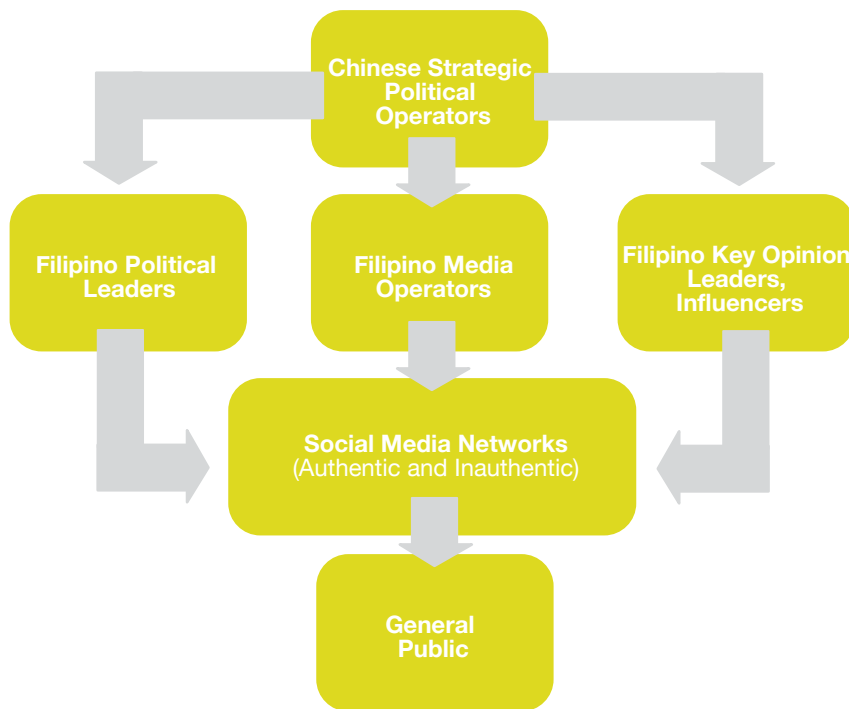 Chinese Strategic
Political
Operators
Filipino Political
Leaders
Filipino Media
Operators
Filipino Key Opinion
Leaders,
Influencers
Social Media Networks
(Authentic and Inauthentic)
General
Public